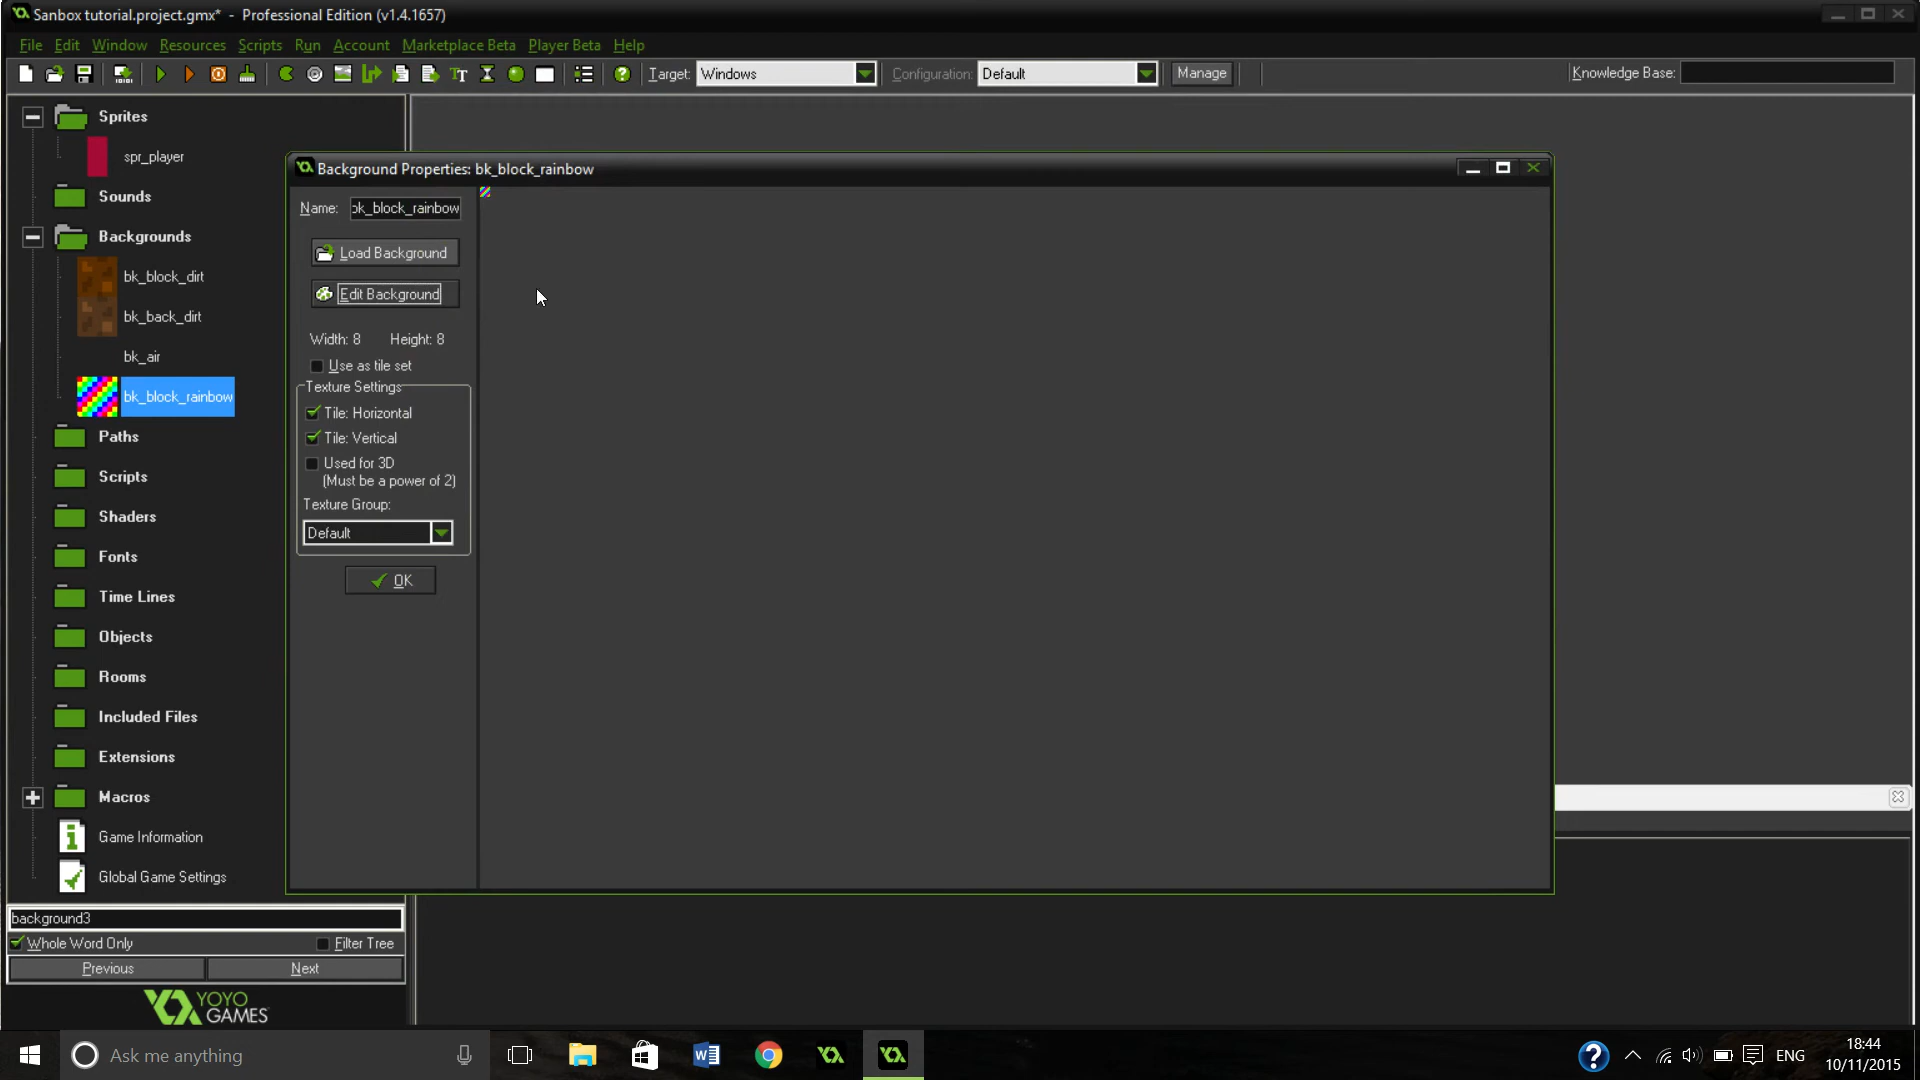 Sanbox tutorial.project.gmx* - Professional Edition (v1.4.1657)
File Edit Window Resources Scripts Run Account Marketplace Beta Player Beta Help
Target: Windows Configuration: Default Manage Knowledge Base:
Sprites
spr_player
Sounds
Backgrounds
bk_block_dirt
bk_back_dirt
bk_air
bk_block_rainbow
Paths
Scripts
Shaders
Fonts
Time Lines
Objects
Rooms
Included Files
Extensions
Macros
Game Information
Global Game Settings
background3
Whole Word Only Filter Tree
Previous Next
YOYO
GAMES
Background Properties: bk_block_rainbow
Name: bk_block_rainbow
Load Background
Edit Background
Width: 8 Height: 8
Use as tile set
Texture Settings
Tile: Horizontal
Tile: Vertical
Used for 3D
(Must be a power of 2)
Texture Group:
Default
OK
Ask me anything
ENG
18:44
10/11/2015